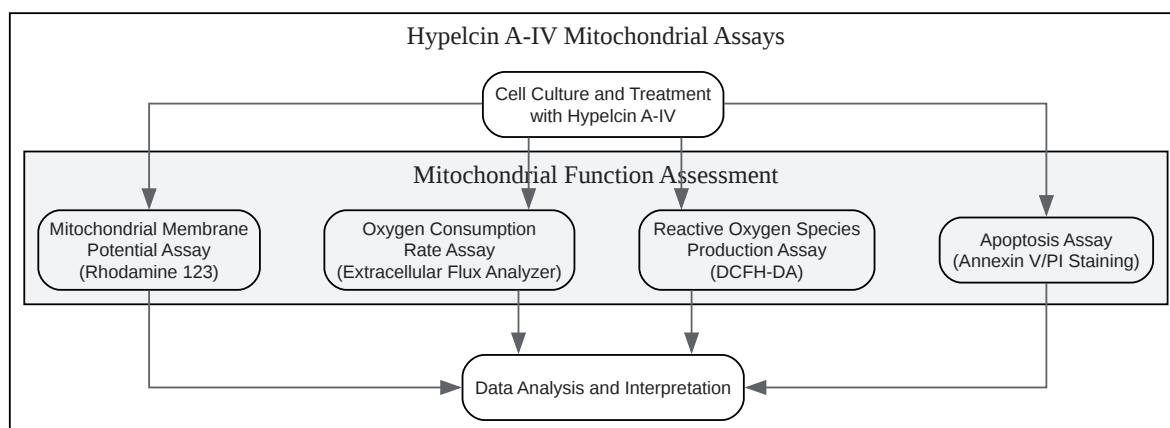 Hypelcin A-IV Mitochondrial Assays
Cell Culture and Treatment
with Hypelcin A-IV
Mitochondrial Function Assessment
Mitochondrial Membrane
Potential Assay
(Rhodamine 123)
Oxygen Consumption
Rate Assay
(Extracellular Flux Analyzer)
Reactive Oxygen Species
Production Assay
(DCFH-DA)
Apoptosis Assay
(Annexin V/PI Staining)
Data Analysis and Interpretation